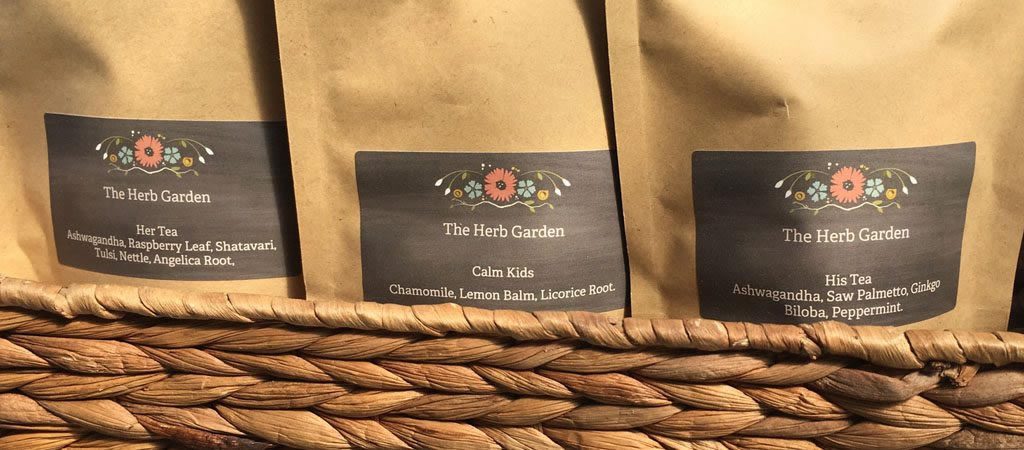 The Herb Garden
Her Tea
Ashwagandha, Raspberry Leaf, Shatavari,
Tulsi, Nettle, Angelica Root,
The Herb Garden
Calm Kids
Chamomile, Lemon Balm, Licorice Root.
The Herb Garden
His Tea
Ashwagandha, Saw Palmetto, Ginkgo
Biloba, Peppermint.